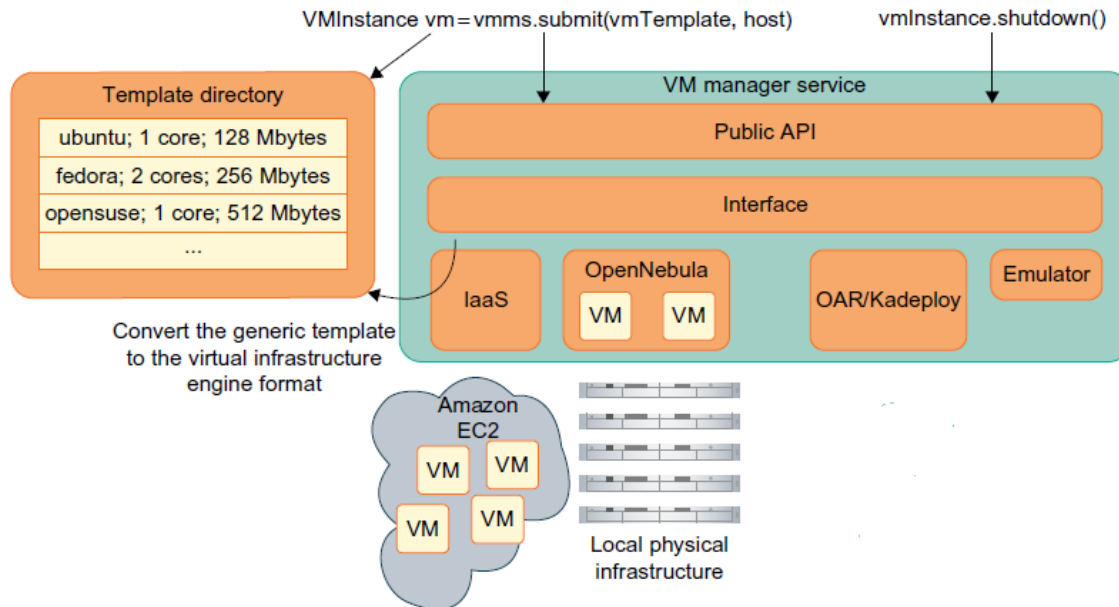 VMInstance vm=vmms.submit(vmTemplate, host)
vmInstance.shutdown()
Template directory
ubuntu; 1 core; 128 Mbytes
fedora; 2 cores; 256 Mbytes
opensuse; 1 core; 512 Mbytes
...
VM manager service
Public API
Interface
IaaS
OpenNebula
VM
VM
OAR/Kadeploy
Emulator
Convert the generic template
to the virtual infrastructure
engine format
Amazon
EC2
VM
VM
VM
VM
Local physical
infrastructure